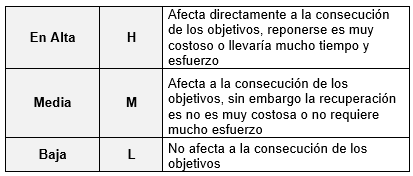 En Alta
H
Afecta directamente a la consecución
de los objetivos, reponerse es muy
costoso o llevaría mucho tiempo y
esfuerzo
Media
M
Afecta a la consecución de los
objetivos, sin embargo la recuperación
es no es muy costosa o no requiere
mucho esfuerzo
Baja
L
No afecta a la consecución de los
objetivos